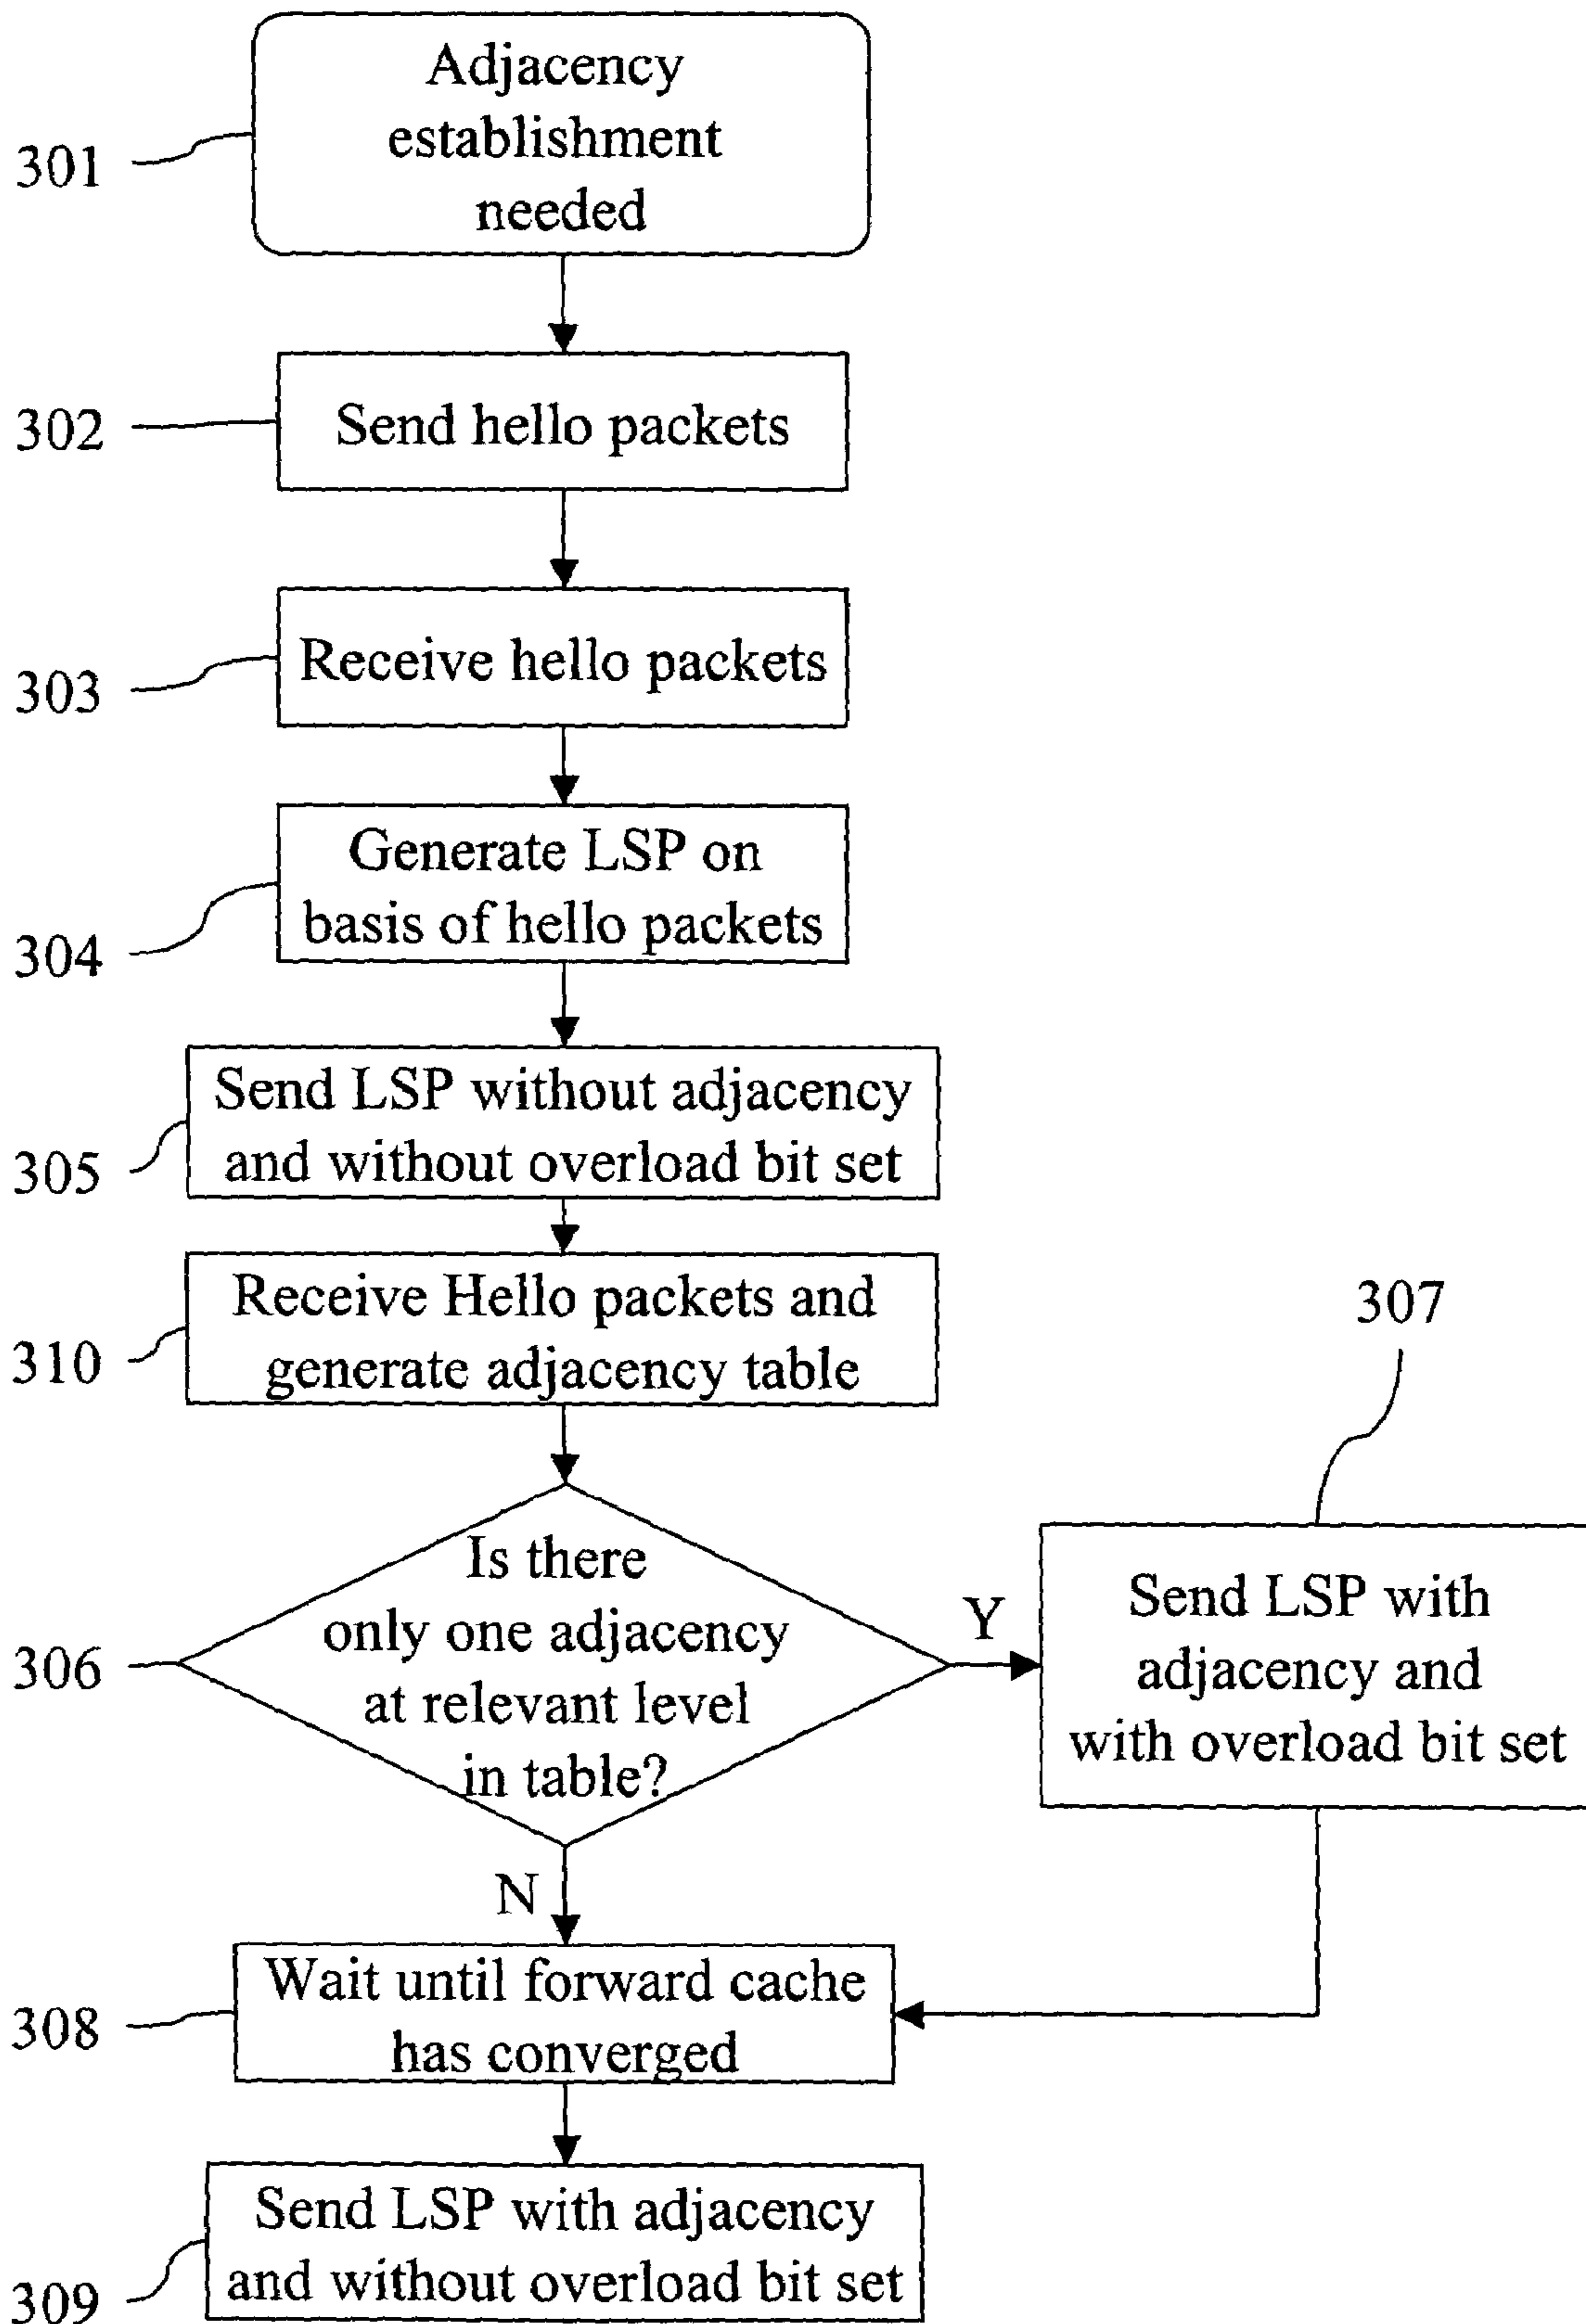 Adjacency
establishment
needed
301
302
Send hello packets
303
Receive hello packets
304
Generate LSP on
basis of hello packets
305
Send LSP without adjacency
and without overload bit set
310
Receive Hello packets and
generate adjacency table
307
306
Is there
only one adjacency
at relevant level
in table?
Y
Send LSP with
adjacency and
with overload bit set
N
308
Wait until forward cache
has converged
309
Send LSP with adjacency
and without overload bit set